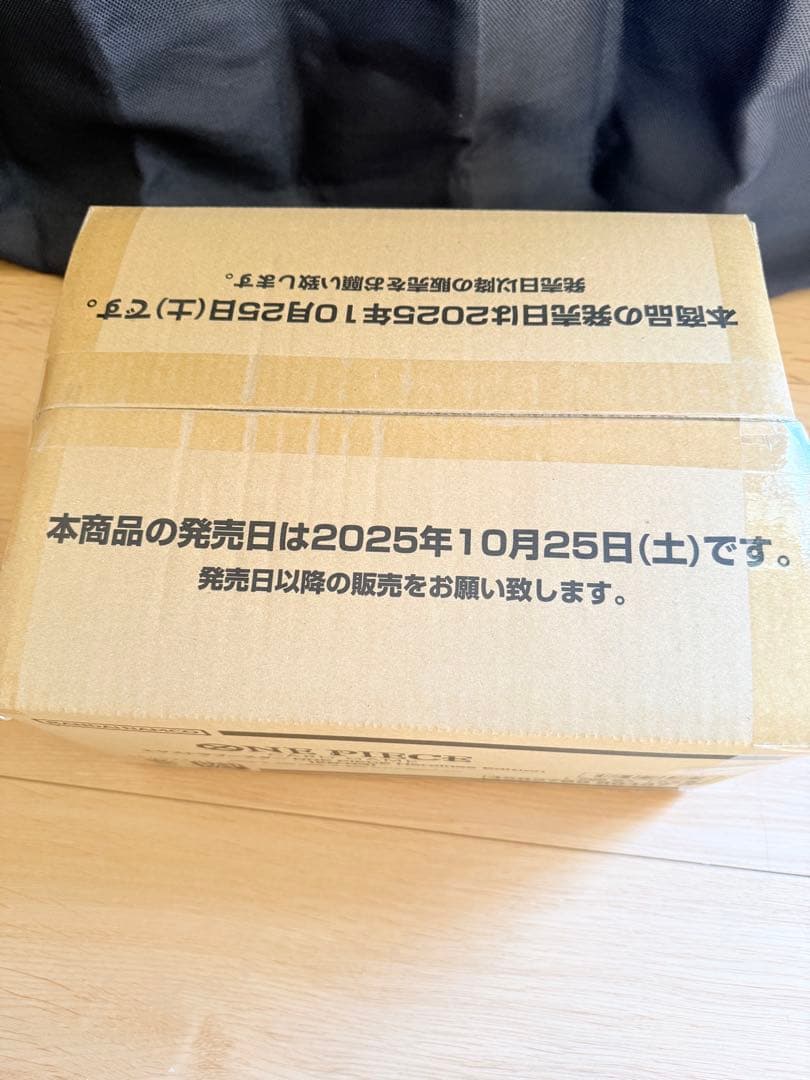 本商品の発売日は2025年10月25日(土)です。
発売日以降の販売をお願い致します。
本商品の発売日は2025年10月25日(土)です。
発売日以降の販売をお願い致します。
ONE PIECE